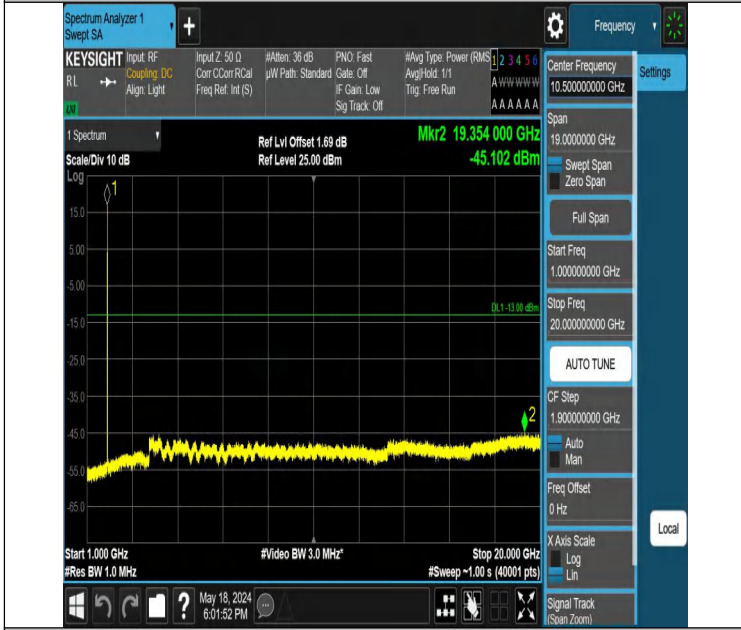 Spectrum Analyzer 1
Swept SA
+
Frequency
KEYSIGHT
RL
Input: RF
Coupling: DC
Align: Light
Input Z: 50 Ω
Corr CCorr RCal
Freq Ref: Int (S)
#Atten: 36 dB
µW Path: Standard
PNO: Fast
Gate: Off
IF Gain: Low
Sig Track: Off
#Avg Type: Power (RMS
Avg|Hold: 1/1
Trig: Free Run
1 2 3 4 5 6
A W W W W W
A A A A A A
1 Spectrum
Scale/Div 10 dB
Ref Lvl Offset 1.69 dB
Ref Level 25.00 dBm
Mkr2 19.354 000 GHz
-45.102 dBm
Log
1
15.0
5.00
-5.00
DL1 -13.00 dBm
-15.0
-25.0
-35.0
2
-45.0
-55.0
-65.0
Start 1.000 GHz
#Res BW 1.0 MHz
#Video BW 3.0 MHz*
Stop 20.000 GHz
#Sweep ~1.00 s (40001 pts)
?
May 18, 2024
6:01:52 PM
Center Frequency
10.50000000 GHz
Settings
Span
19.0000000 GHz
Swept Span
Zero Span
Full Span
Start Freq
1.000000000 GHz
Stop Freq
20.000000000 GHz
AUTO TUNE
CF Step
1.900000000 GHz
Auto
Man
Freq Offset
0 Hz
Local
X Axis Scale
Log
Lin
Signal Track
(Span Zoom)